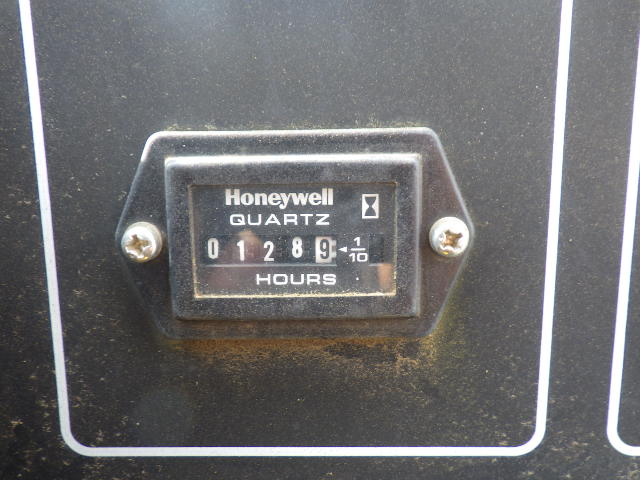 Honeywell
QUARTZ
01289 ◄ 1/10
HOURS